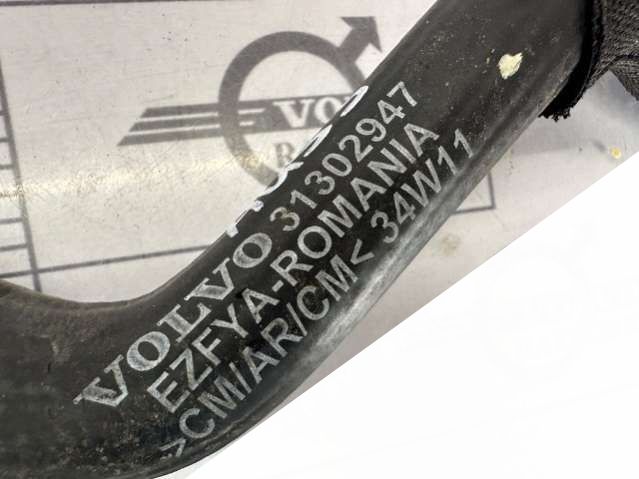 VOLVO 31302947
EZFYA-ROMANIA
>CM/AR/CM< 34W11